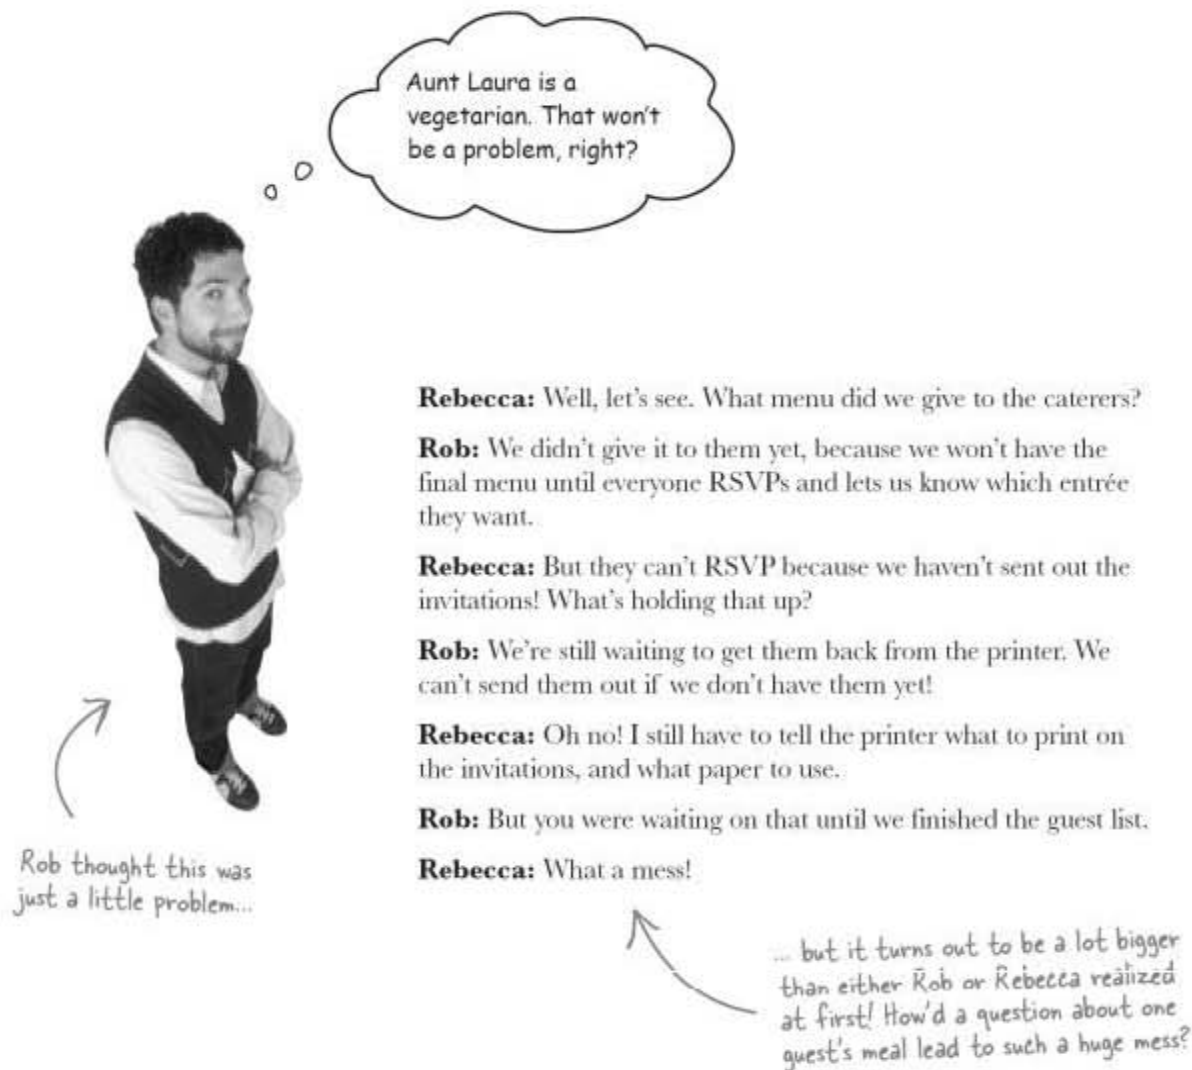 Aunt Laura is a
vegetarian. That won't
be a problem, right?
Rebecca: Well, let's see. What menu did we give to the caterers?
Rob: We didn't give it to them yet, because we won't have the
final menu until everyone RSVPs and lets us know which entrée
they want.
Rebecca: But they can't RSVP because we haven't sent out the
invitations! What's holding that up?
Rob: We're still waiting to get them back from the printer. We
can't send them out if we don't have them yet!
Rebecca: Oh no! I still have to tell the printer what to print on
the invitations, and what paper to use.
Rob: But you were waiting on that until we finished the guest list.
Rebecca: What a mess!
Rob thought this was
just a little problem...
... but it turns out to be a lot bigger
than either Rob or Rebecca realized
at first! How'd a question about one
guest's meal lead to such a huge mess?